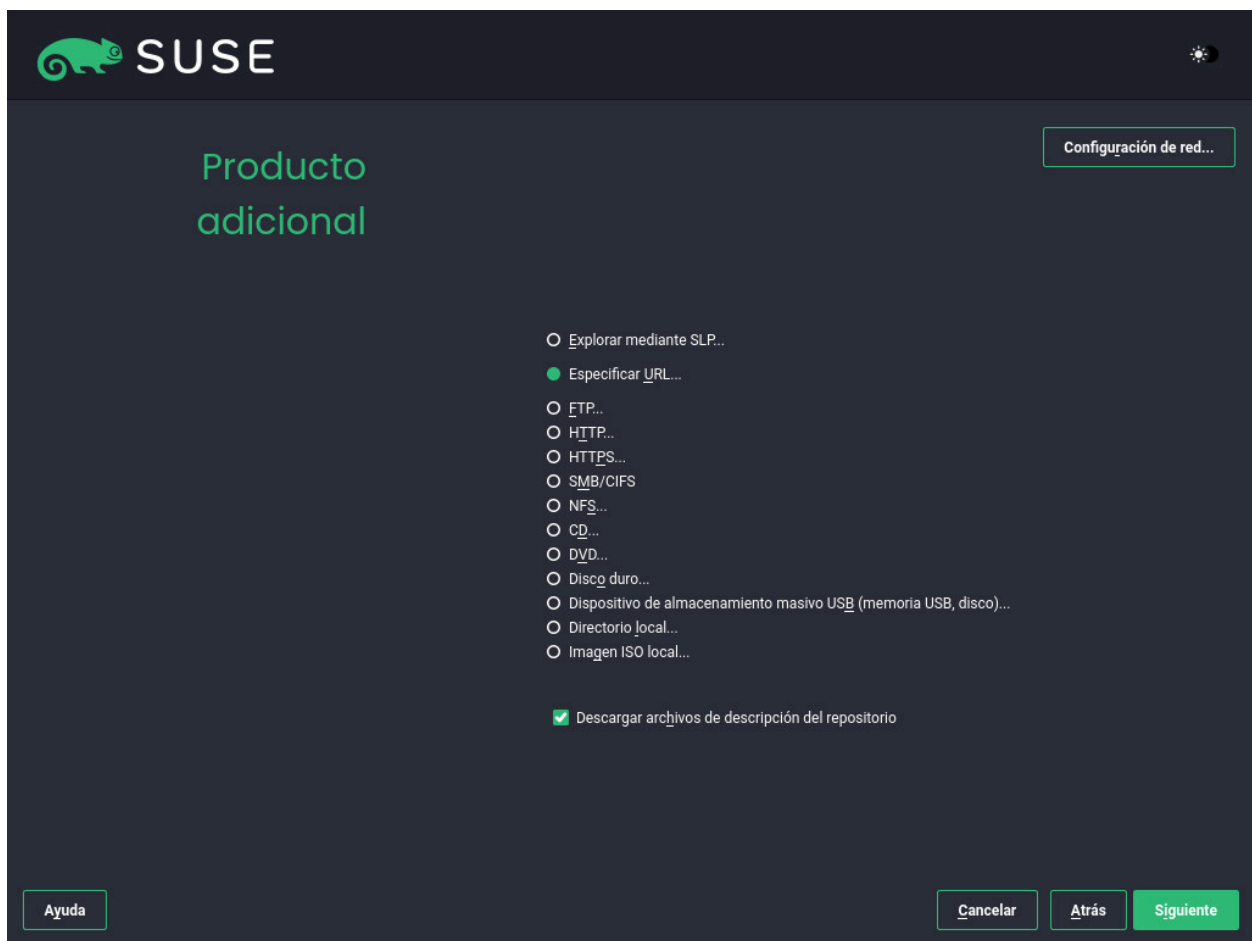 SUSE
Configuración de red...
Producto
adicional
Explorar mediante SLP...
Especificar URL...
FTP...
HTTP...
HTTPS...
SMB/CIFS
NFS...
CD...
DVD...
Disco duro...
Dispositivo de almacenamiento masivo USB (memoria USB, disco)...
Directorio local...
Imagen ISO local...
Descargar archivos de descripción del repositorio
Ayuda
Cancelar
Atrás
Siguiente